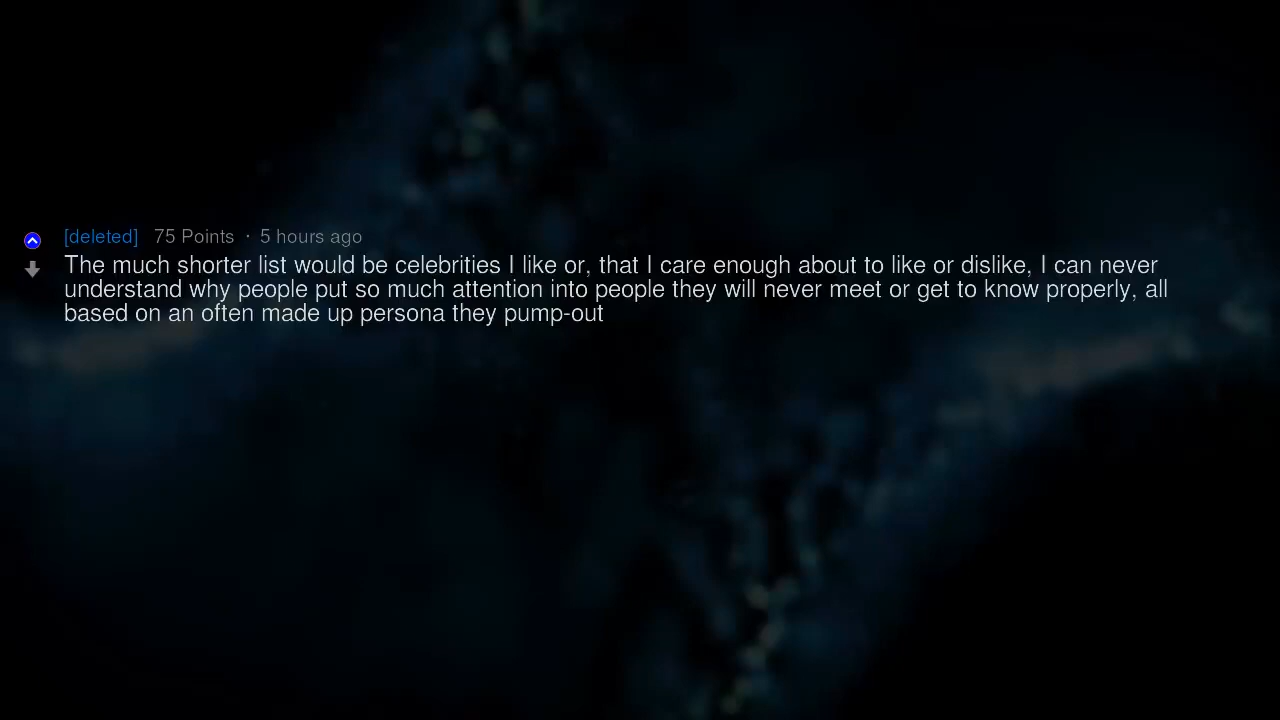 [deleted] 75 Points · 5 hours ago
The much shorter list would be celebrities I like or, that I care enough about to like or dislike, I can never
understand why people put so much attention into people they will never meet or get to know properly, all
based on an often made up persona they pump-out